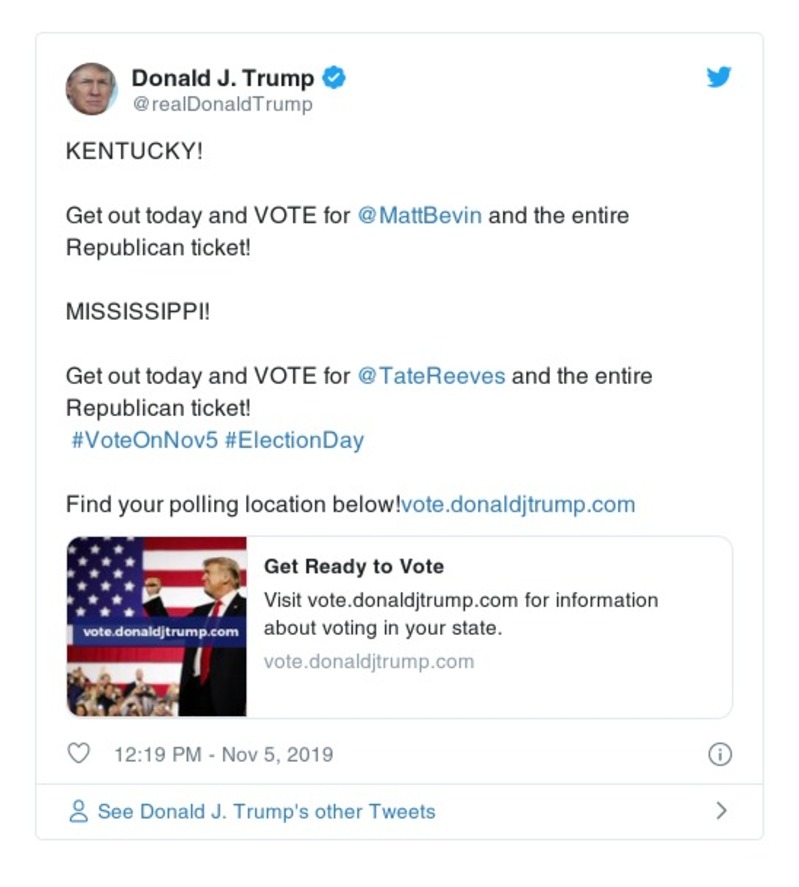 Donald J. Trump
@realDonaldTrump
KENTUCKY!
Get out today and VOTE for @MattBevin and the entire
Republican ticket!
MISSISSIPPI!
Get out today and VOTE for @TateReeves and the entire
Republican ticket!
#VoteOnNov5 #ElectionDay
Find your polling location below!vote.donaldjtrump.com
vote.donaldjtrump.com
Get Ready to Vote
Visit vote.donaldjtrump.com for information
about voting in your state.
vote.donaldjtrump.com
12:19 PM - Nov 5, 2019
See Donald J. Trump's other Tweets